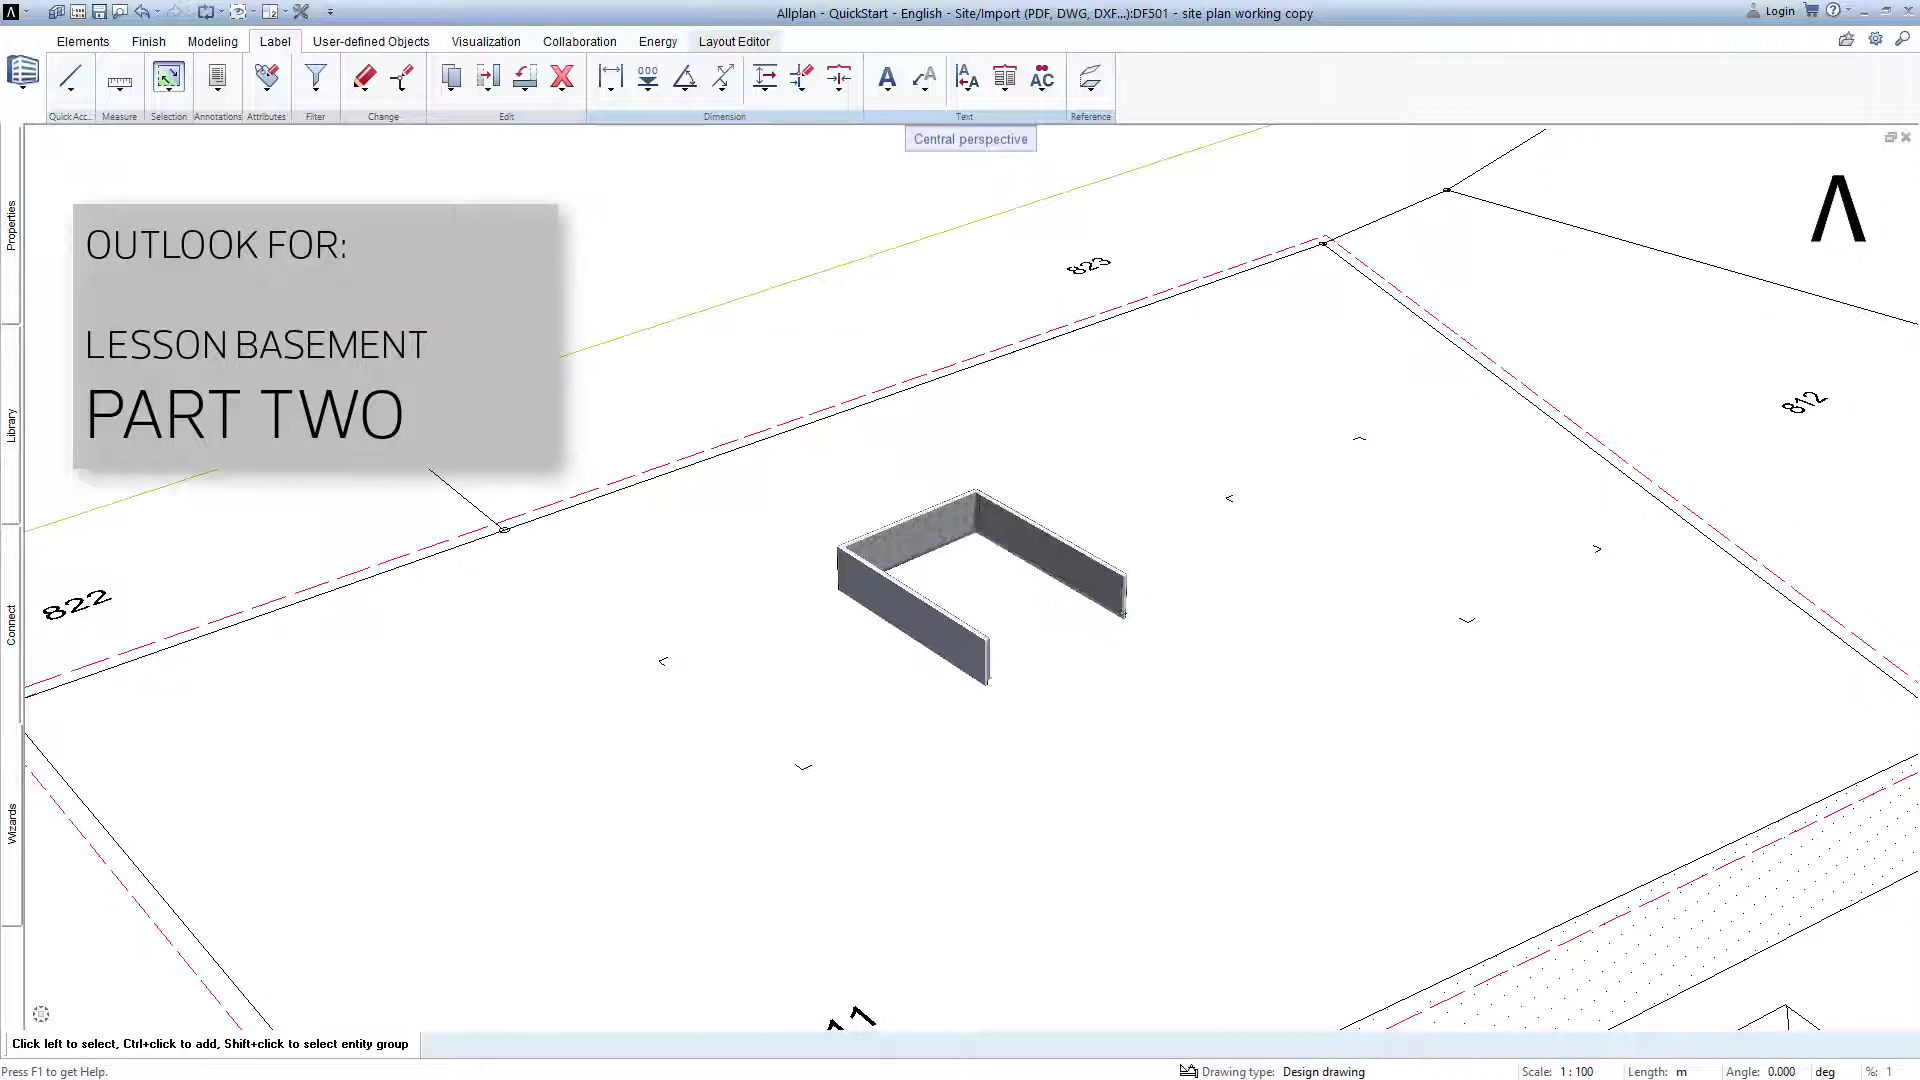 Allplan - QuickStart - English - Site/Import (PDF, DWG, DXF...):DF501 - site plan working copy
Login
Elements
Finish
Modeling
Label
User-defined Objects
Visualization
Collaboration
Energy
Layout Editor
Quick Acc...
Measure
Selection
Annotations
Attributes
Filter
Change
Edit
Dimension
Text
Reference
Central perspective
Properties
Library
Connect
Wizards
OUTLOOK FOR:
LESSON BASEMENT
PART TWO
823
812
822
11
Click left to select, Ctrl+click to add, Shift+click to select entity group
Press F1 to get Help.
Drawing type: Design drawing
Scale: 1 : 100
Length: m
Angle: 0.000 deg
%: 1